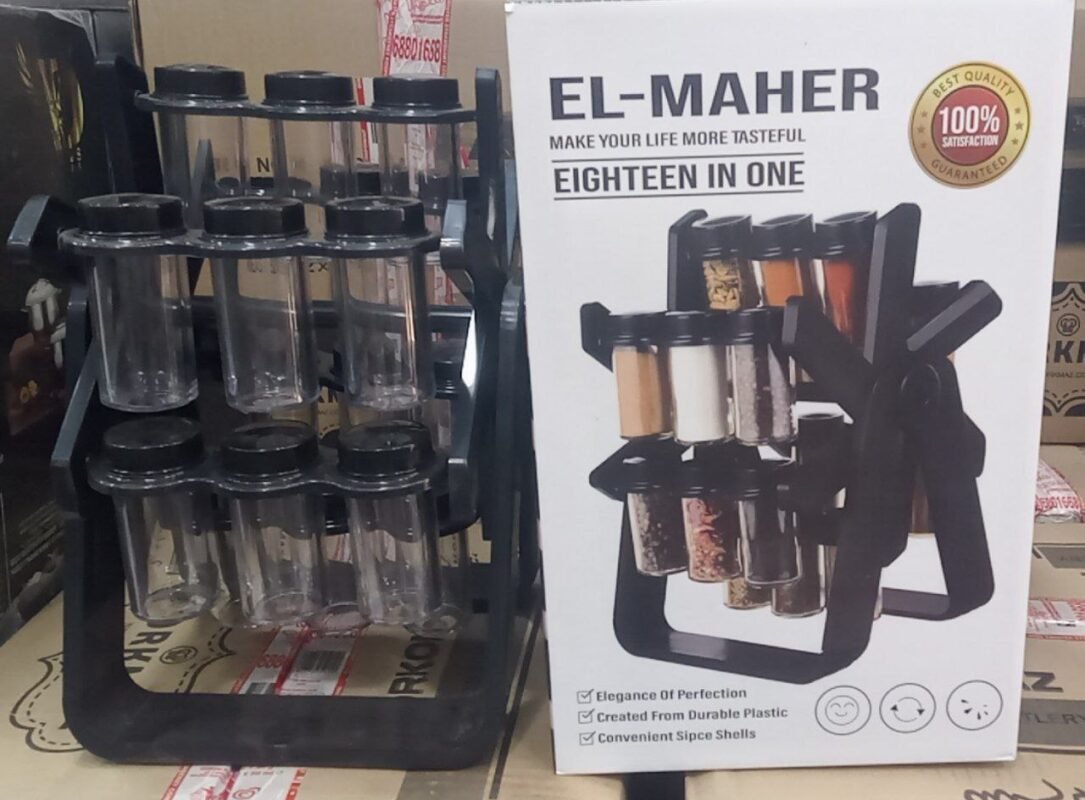 68801688
EL-MAHER
MAKE YOUR LIFE MORE TASTEFUL
EIGHTEEN IN ONE
BEST QUALITY
100%
SATISFACTION
GUARANTEED
Elegance Of Perfection
Created From Durable Plastic
Convenient Sipce Shells